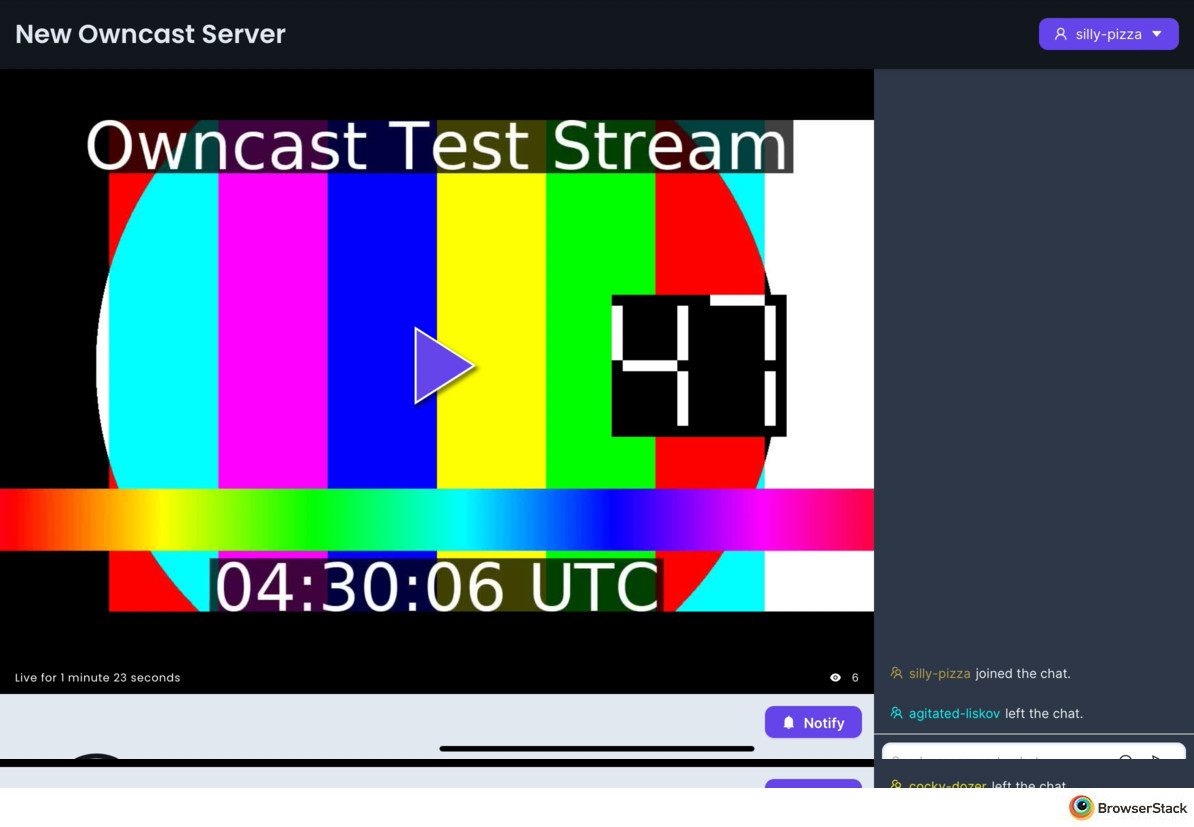 New Owncast Server
silly-pizza
Owncast Test Stream
47
04:30:06 UTC
Live for 1 minute 23 seconds
6
silly-pizza joined the chat.
agitated-liskov left the chat.
Notify
cocky-dozer left the chat.
BrowserStack